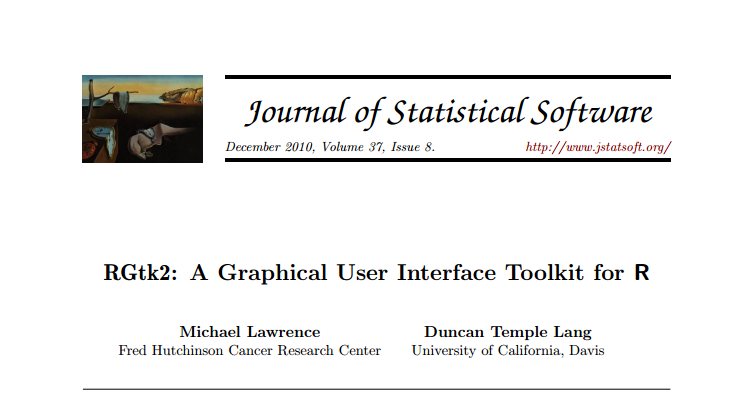 Journal of Statistical Software
December 2010, Volume 37, Issue 8. http://www.jstatsoft.org/
RGtk2: A Graphical User Interface Toolkit for R
Michael Lawrence Duncan Temple Lang
Fred Hutchinson Cancer Research Center University of California, Davis